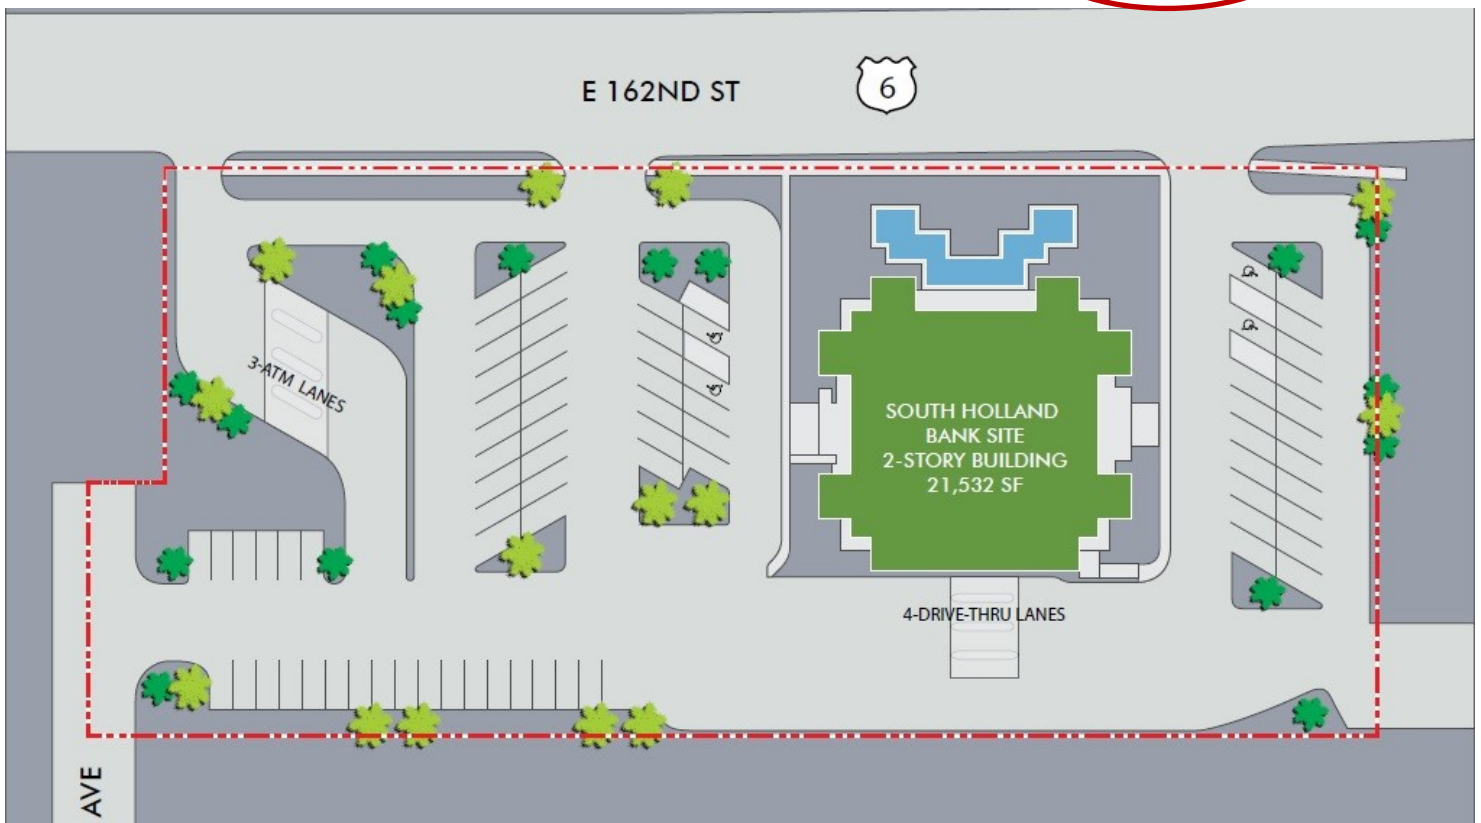 E 162ND ST
6
3-ATM LANES
SOUTH HOLLAND
BANK SITE
2-STORY BUILDING
21,532 SF
4-DRIVE-THRU LANES
AVE